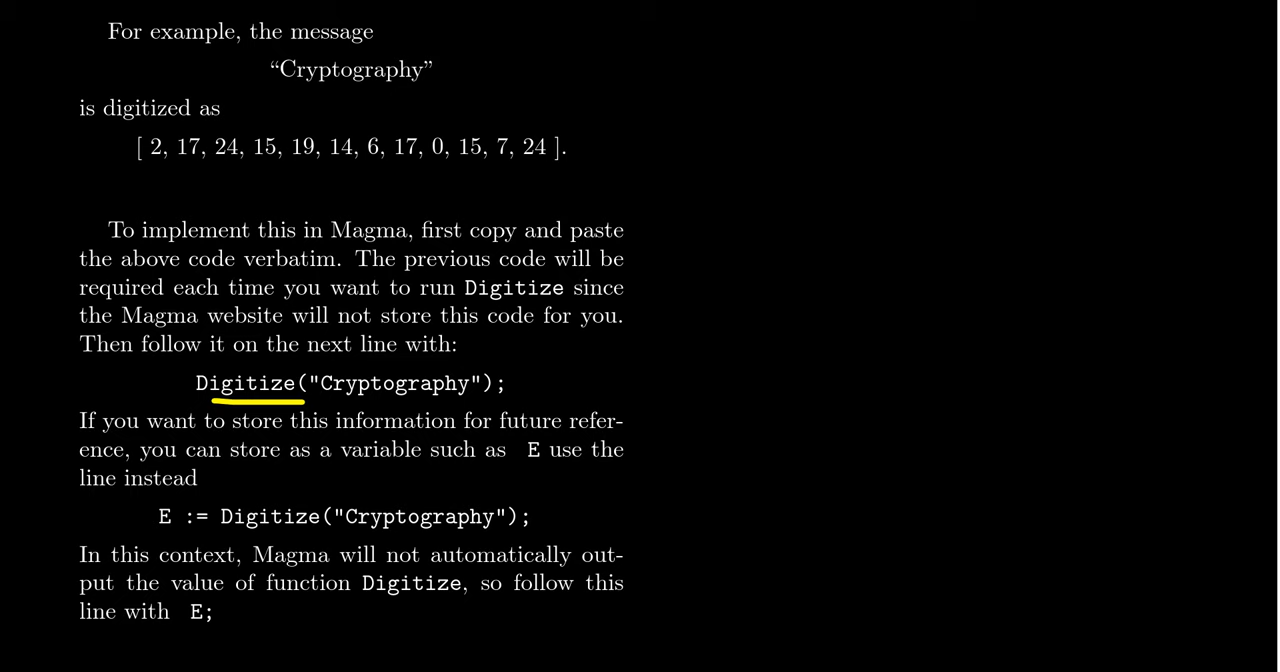 For example, the message
“Cryptography”
is digitized as
[ 2, 17, 24, 15, 19, 14, 6, 17, 0, 15, 7, 24 ].
To implement this in Magma, first copy and paste
the above code verbatim. The previous code will be
required each time you want to run Digitize since
the Magma website will not store this code for you.
Then follow it on the next line with:
Digitize("Cryptography");
If you want to store this information for future refer-
ence, you can store as a variable such as E use the
line instead
E := Digitize("Cryptography");
In this context, Magma will not automatically out-
put the value of function Digitize, so follow this
line with E;